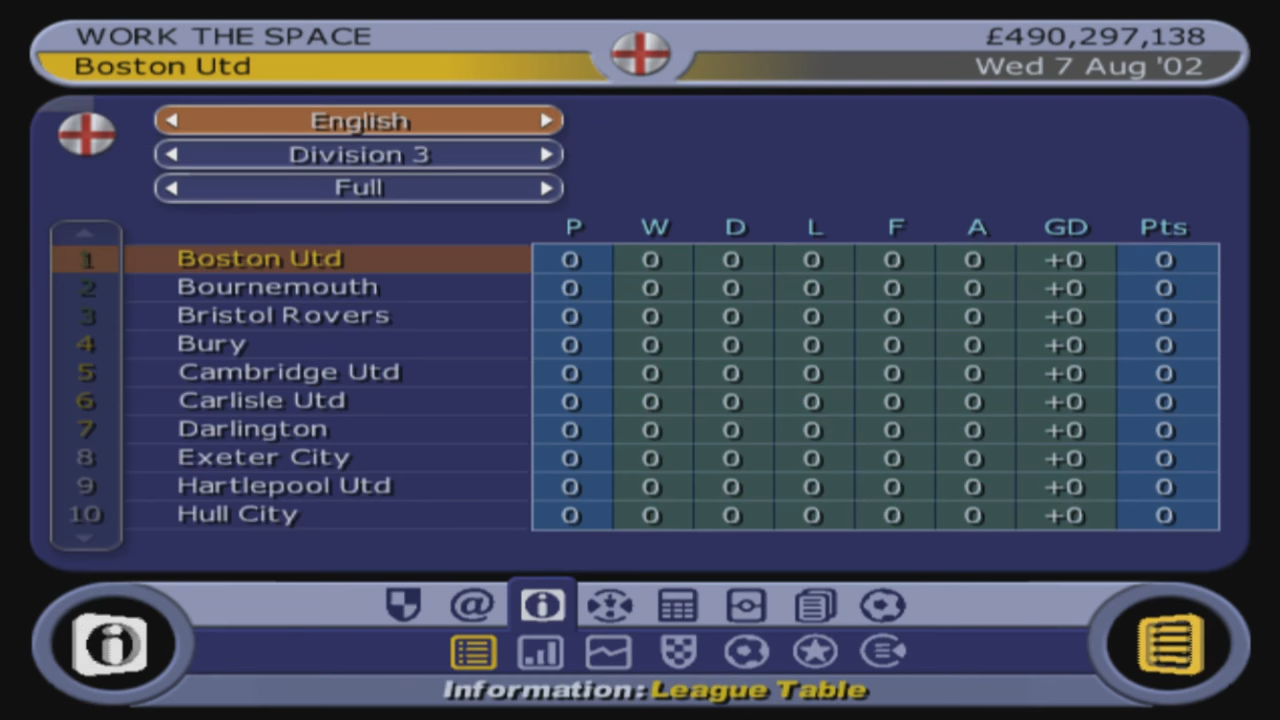 WORK THE SPACE £490,297,138
Boston Utd Wed 7 Aug '02
English
Division 3
Full
P W D L F A GD Pts
1 Boston Utd 0 0 0 0 0 0 +0 0
2 Bournemouth 0 0 0 0 0 0 +0 0
3 Bristol Rovers 0 0 0 0 0 0 +0 0
4 Bury 0 0 0 0 0 0 +0 0
5 Cambridge Utd 0 0 0 0 0 0 +0 0
6 Carlisle Utd 0 0 0 0 0 0 +0 0
7 Darlington 0 0 0 0 0 0 +0 0
8 Exeter City 0 0 0 0 0 0 +0 0
9 Hartlepool Utd 0 0 0 0 0 0 +0 0
10 Hull City 0 0 0 0 0 0 +0 0
Information: League Table